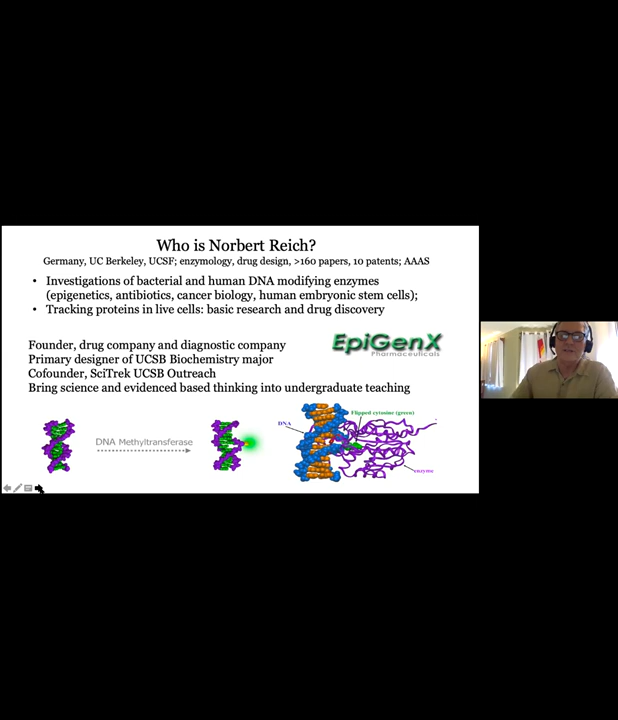 Who is Norbert Reich?
Germany, UC Berkeley, UCSF; enzymology, drug design, >160 papers, 10 patents; AAAS
• Investigations of bacterial and human DNA modifying enzymes
(epigenetics, antibiotics, cancer biology, human embryonic stem cells);
• Tracking proteins in live cells: basic research and drug discovery
Founder, drug company and diagnostic company
Primary designer of UCSB Biochemistry major
Cofounder, SciTrek UCSB Outreach
Bring science and evidenced based thinking into undergraduate teaching
EpiGenX
Pharmaceuticals
DNA Methyltransferase
DNA
Flipped cytosine (green)
enzyme